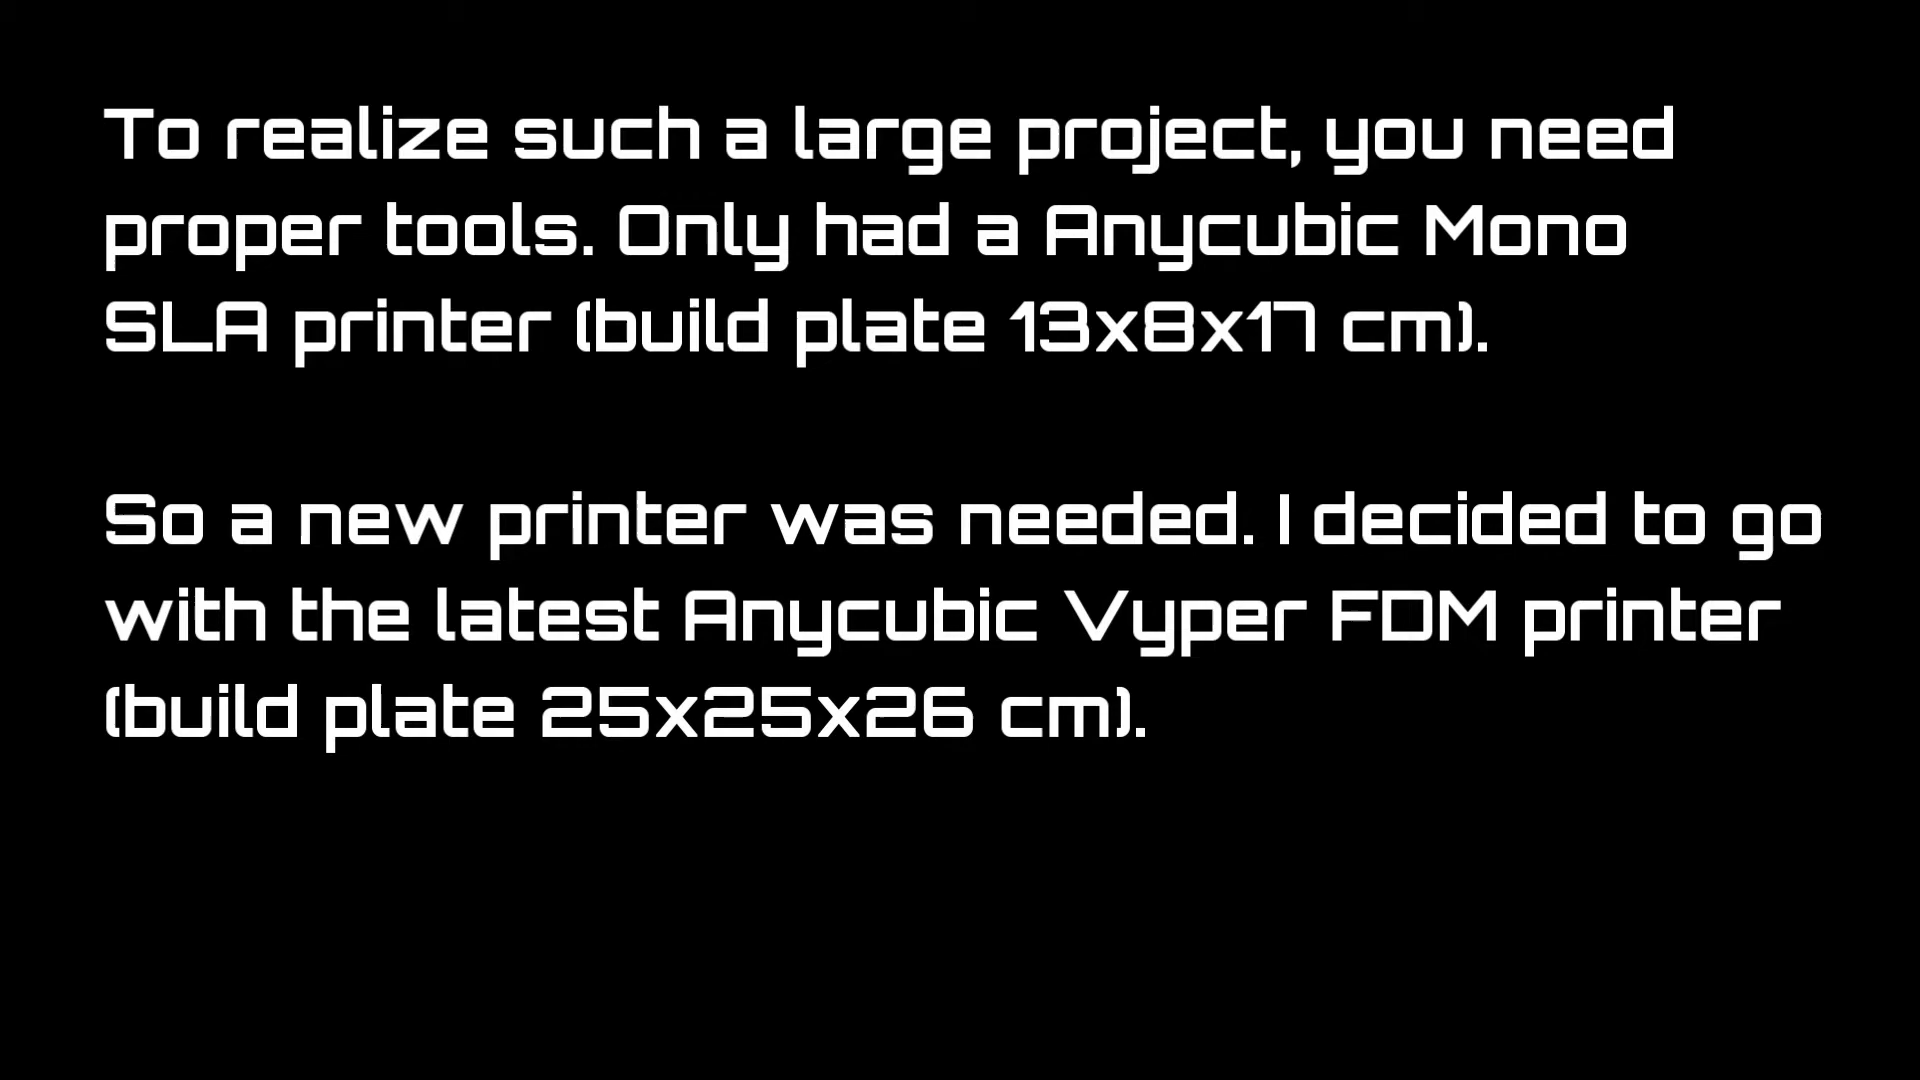 To realize such a large project, you need
proper tools. Only had a Anycubic Mono
SLA printer (build plate 13x8x17 cm).
So a new printer was needed. I decided to go
with the latest Anycubic Vyper FDM printer
(build plate 25x25x26 cm).